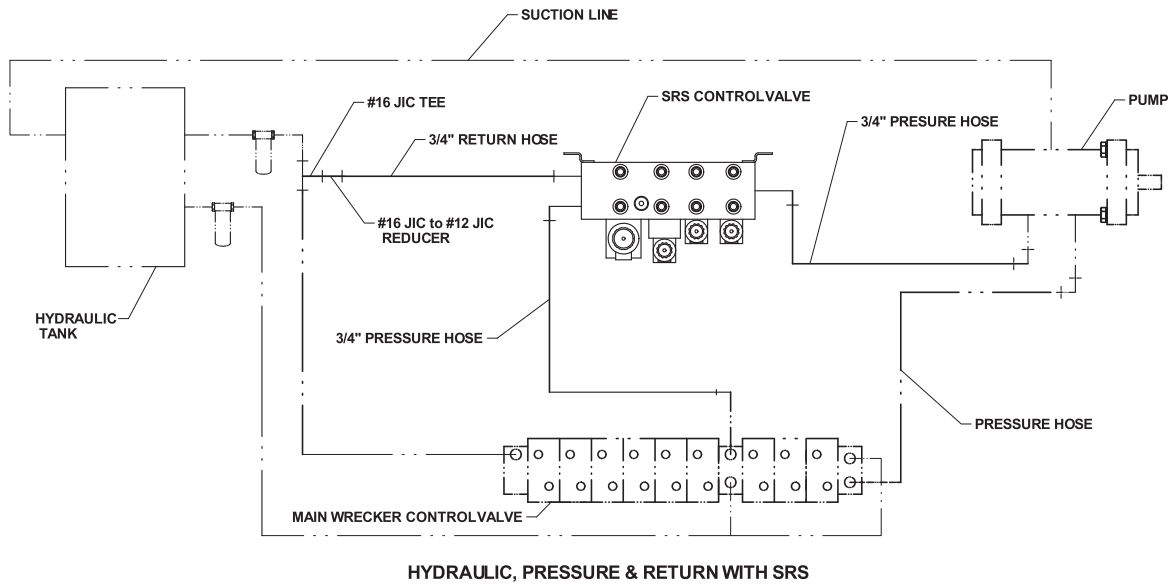 SUCTION LINE
#16 JIC TEE
SRS CONTROLVALVE
PUMP
3/4" RETURN HOSE
3/4" PRESURE HOSE
#16 JIC to #12 JIC
REDUCER
HYDRAULIC
TANK
3/4" PRESSURE HOSE
PRESSURE HOSE
MAIN WRECKER CONTROLVALVE
HYDRAULIC, PRESSURE & RETURN WITH SRS